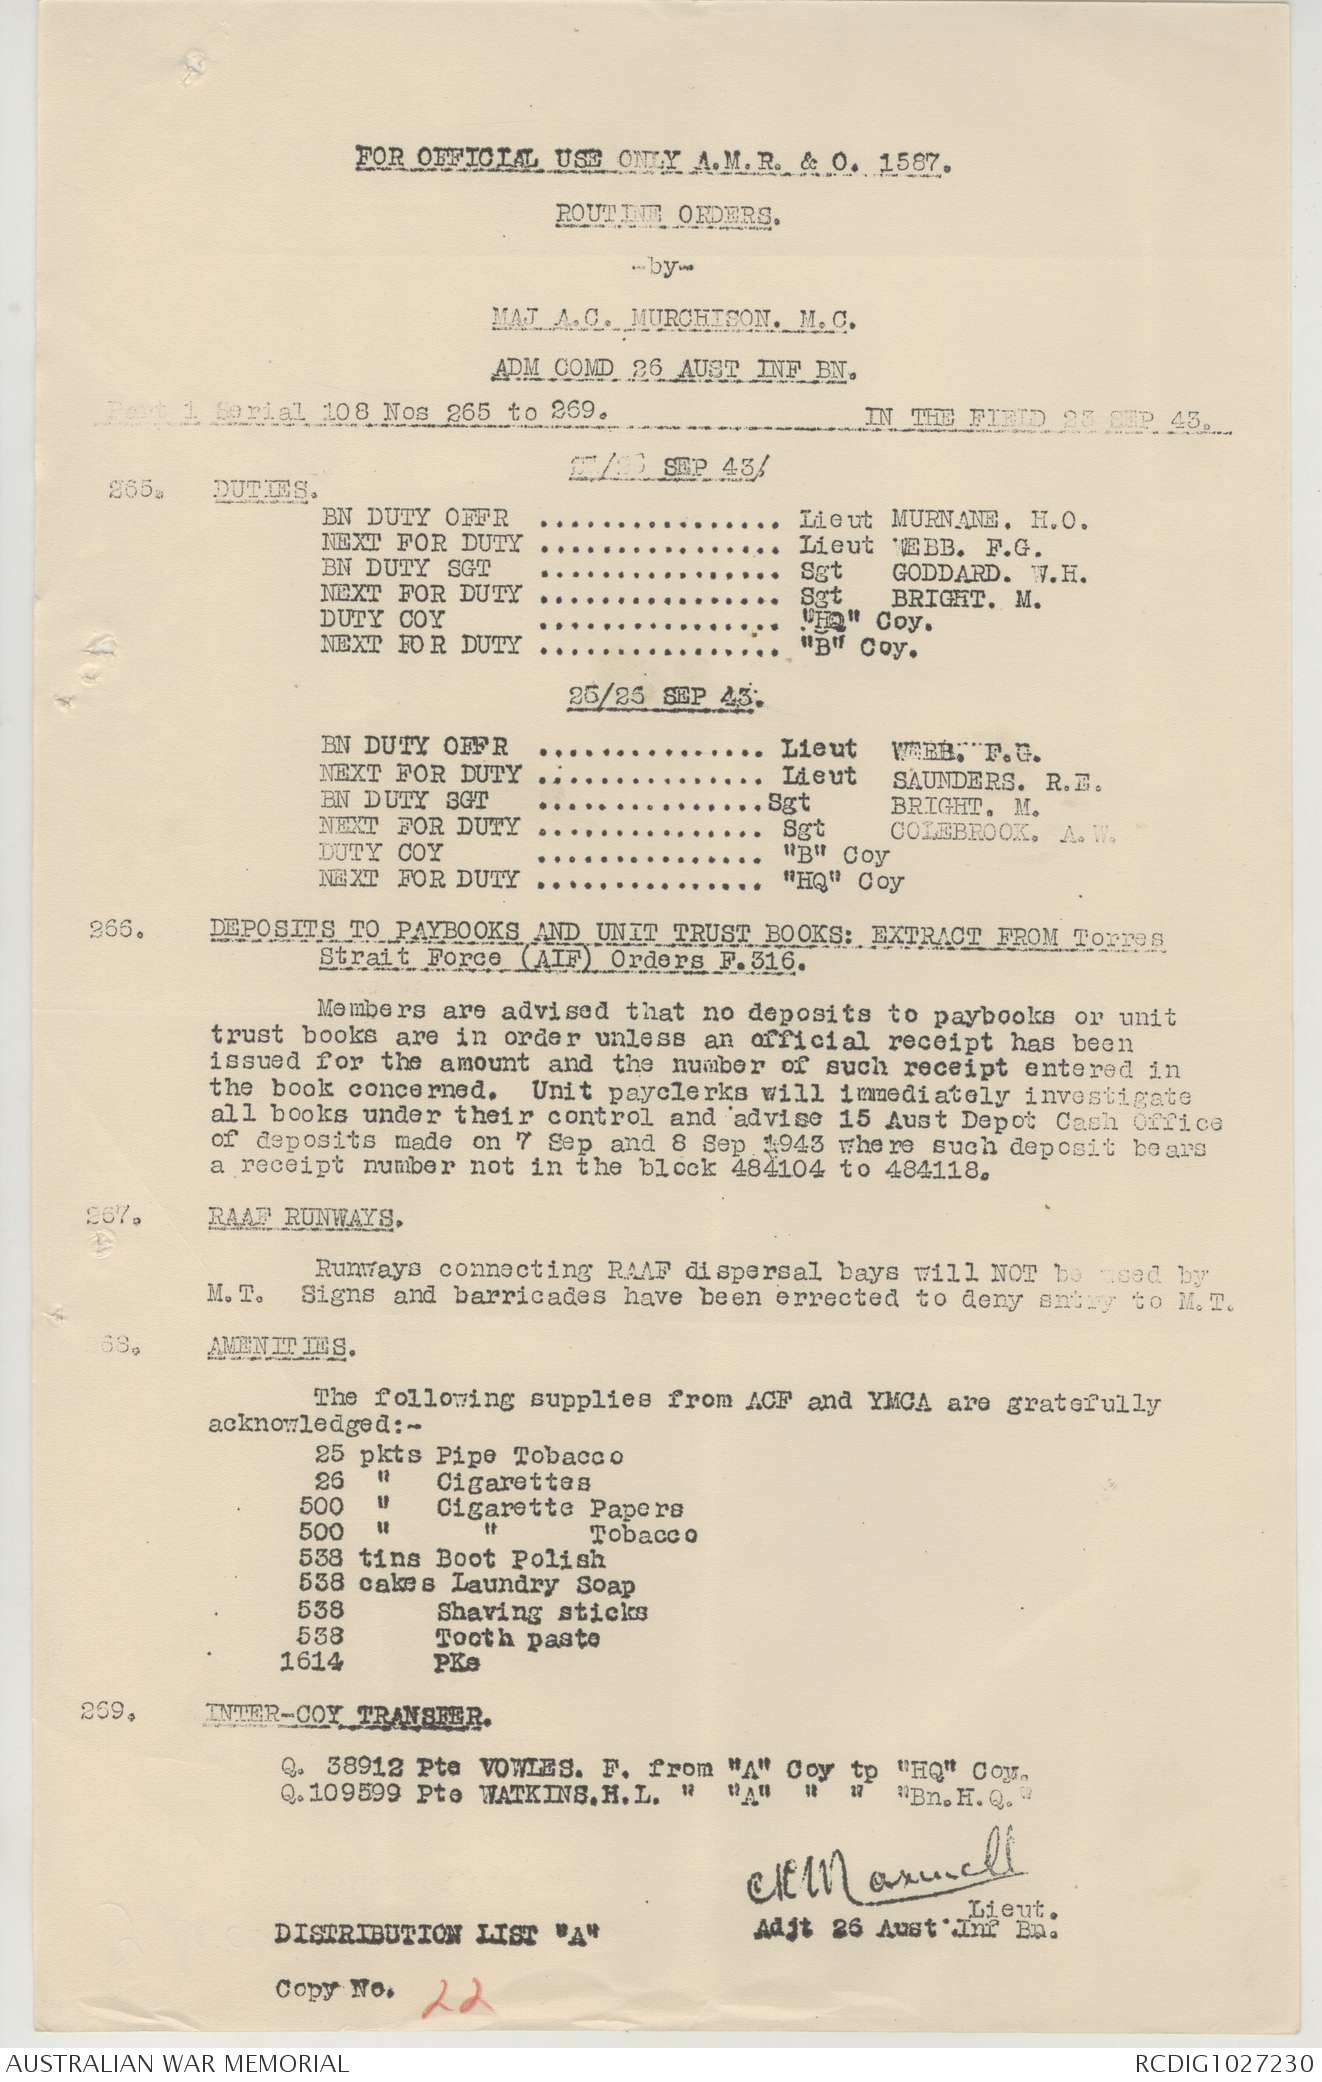 FOR OFFICIAL USE ONLY A.M.R. & O. 1587.
ROUTINE ORDERS.
-by-
MAJ A.C. MURCHISON. M.C.
ADM COMD 26 AUST INF BN.
Part 1 Serial 108 Nos 265 to 269. IN THE FIELD 23 SEP 43.
SEP 43/
265. DUTIES.
BN DUTY OFFR ................ Lieut MURNANE. H.O.
NEXT FOR DUTY ................ Lieut WEBB. F.G.
BN DUTY SGT ................ Sgt GODDARD. W.H.
NEXT FOR DUTY ................ Sgt BRIGHT. M.
DUTY COY ................ "HQ" Coy.
NEXT FOR DUTY ................ "B" Coy.
25/26 SEP 43.
BN DUTY OFFR ............... Lieut WEBB. F.G.
NEXT FOR DUTY ............... Lieut SAUNDERS. R.E.
BN DUTY SGT ...............Sgt BRIGHT. M.
NEXT FOR DUTY ............... Sgt COLEBROOK. A.W.
DUTY COY ............... "B" Coy
NEXT FOR DUTY ............... "HQ" Coy
266. DEPOSITS TO PAYBOOKS AND UNIT TRUST BOOKS: EXTRACT FROM Torres
Strait Force (AIF) Orders F.316.
Members are advised that no deposits to paybooks or unit
trust books are in order unless an official receipt has been
issued for the amount and the number of such receipt entered in
the book concerned. Unit payclerks will immediately investigate
all books under their control and advise 15 Aust Depot Cash Office
of deposits made on 7 Sep and 8 Sep 1943 where such deposit bears
a receipt number not in the block 484104 to 484118.
267. RAAF RUNWAYS.
Runways connecting RAAF dispersal bays will NOT be used by
M.T. Signs and barricades have been errected to deny sntry to M.T.
68. AMENITIES.
The following supplies from ACF and YMCA are gratefully
acknowledged:-
25 pkts Pipe Tobacco
26 " Cigarettes
500 " Cigarette Papers
500 " " Tobacco
538 tins Boot Polish
538 cakes Laundry Soap
538 Shaving sticks
538 Tooth paste
1614 PKs
269. INTER-COY TRANSFER.
Q. 38912 Pte VOWLES. F. from "A" Coy tp "HQ" Coy.
Q.109599 Pte WATKINS.H.L. " "A" " " "Bn.H.Q."
Maxwell
Lieut.
DISTRIBUTION LIST "A" Adjt 26 Aust Inf Bn.
Copy No. 22
AUSTRALIAN WAR MEMORIAL RCDIG1027230